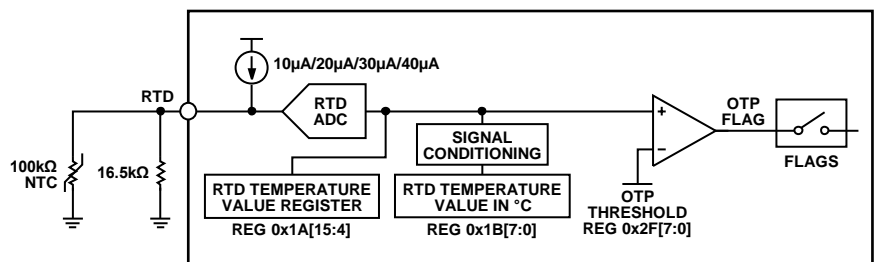 10µA/20µA/30µA/40µA
RTD
RTD
ADC
OTP
FLAG
+
−
SIGNAL
CONDITIONING
FLAGS
100kΩ
NTC
16.5kΩ
RTD TEMPERATURE
VALUE REGISTER
REG 0x1A[15:4]
RTD TEMPERATURE
VALUE IN °C
REG 0x1B[7:0]
OTP
THRESHOLD
REG 0x2F[7:0]